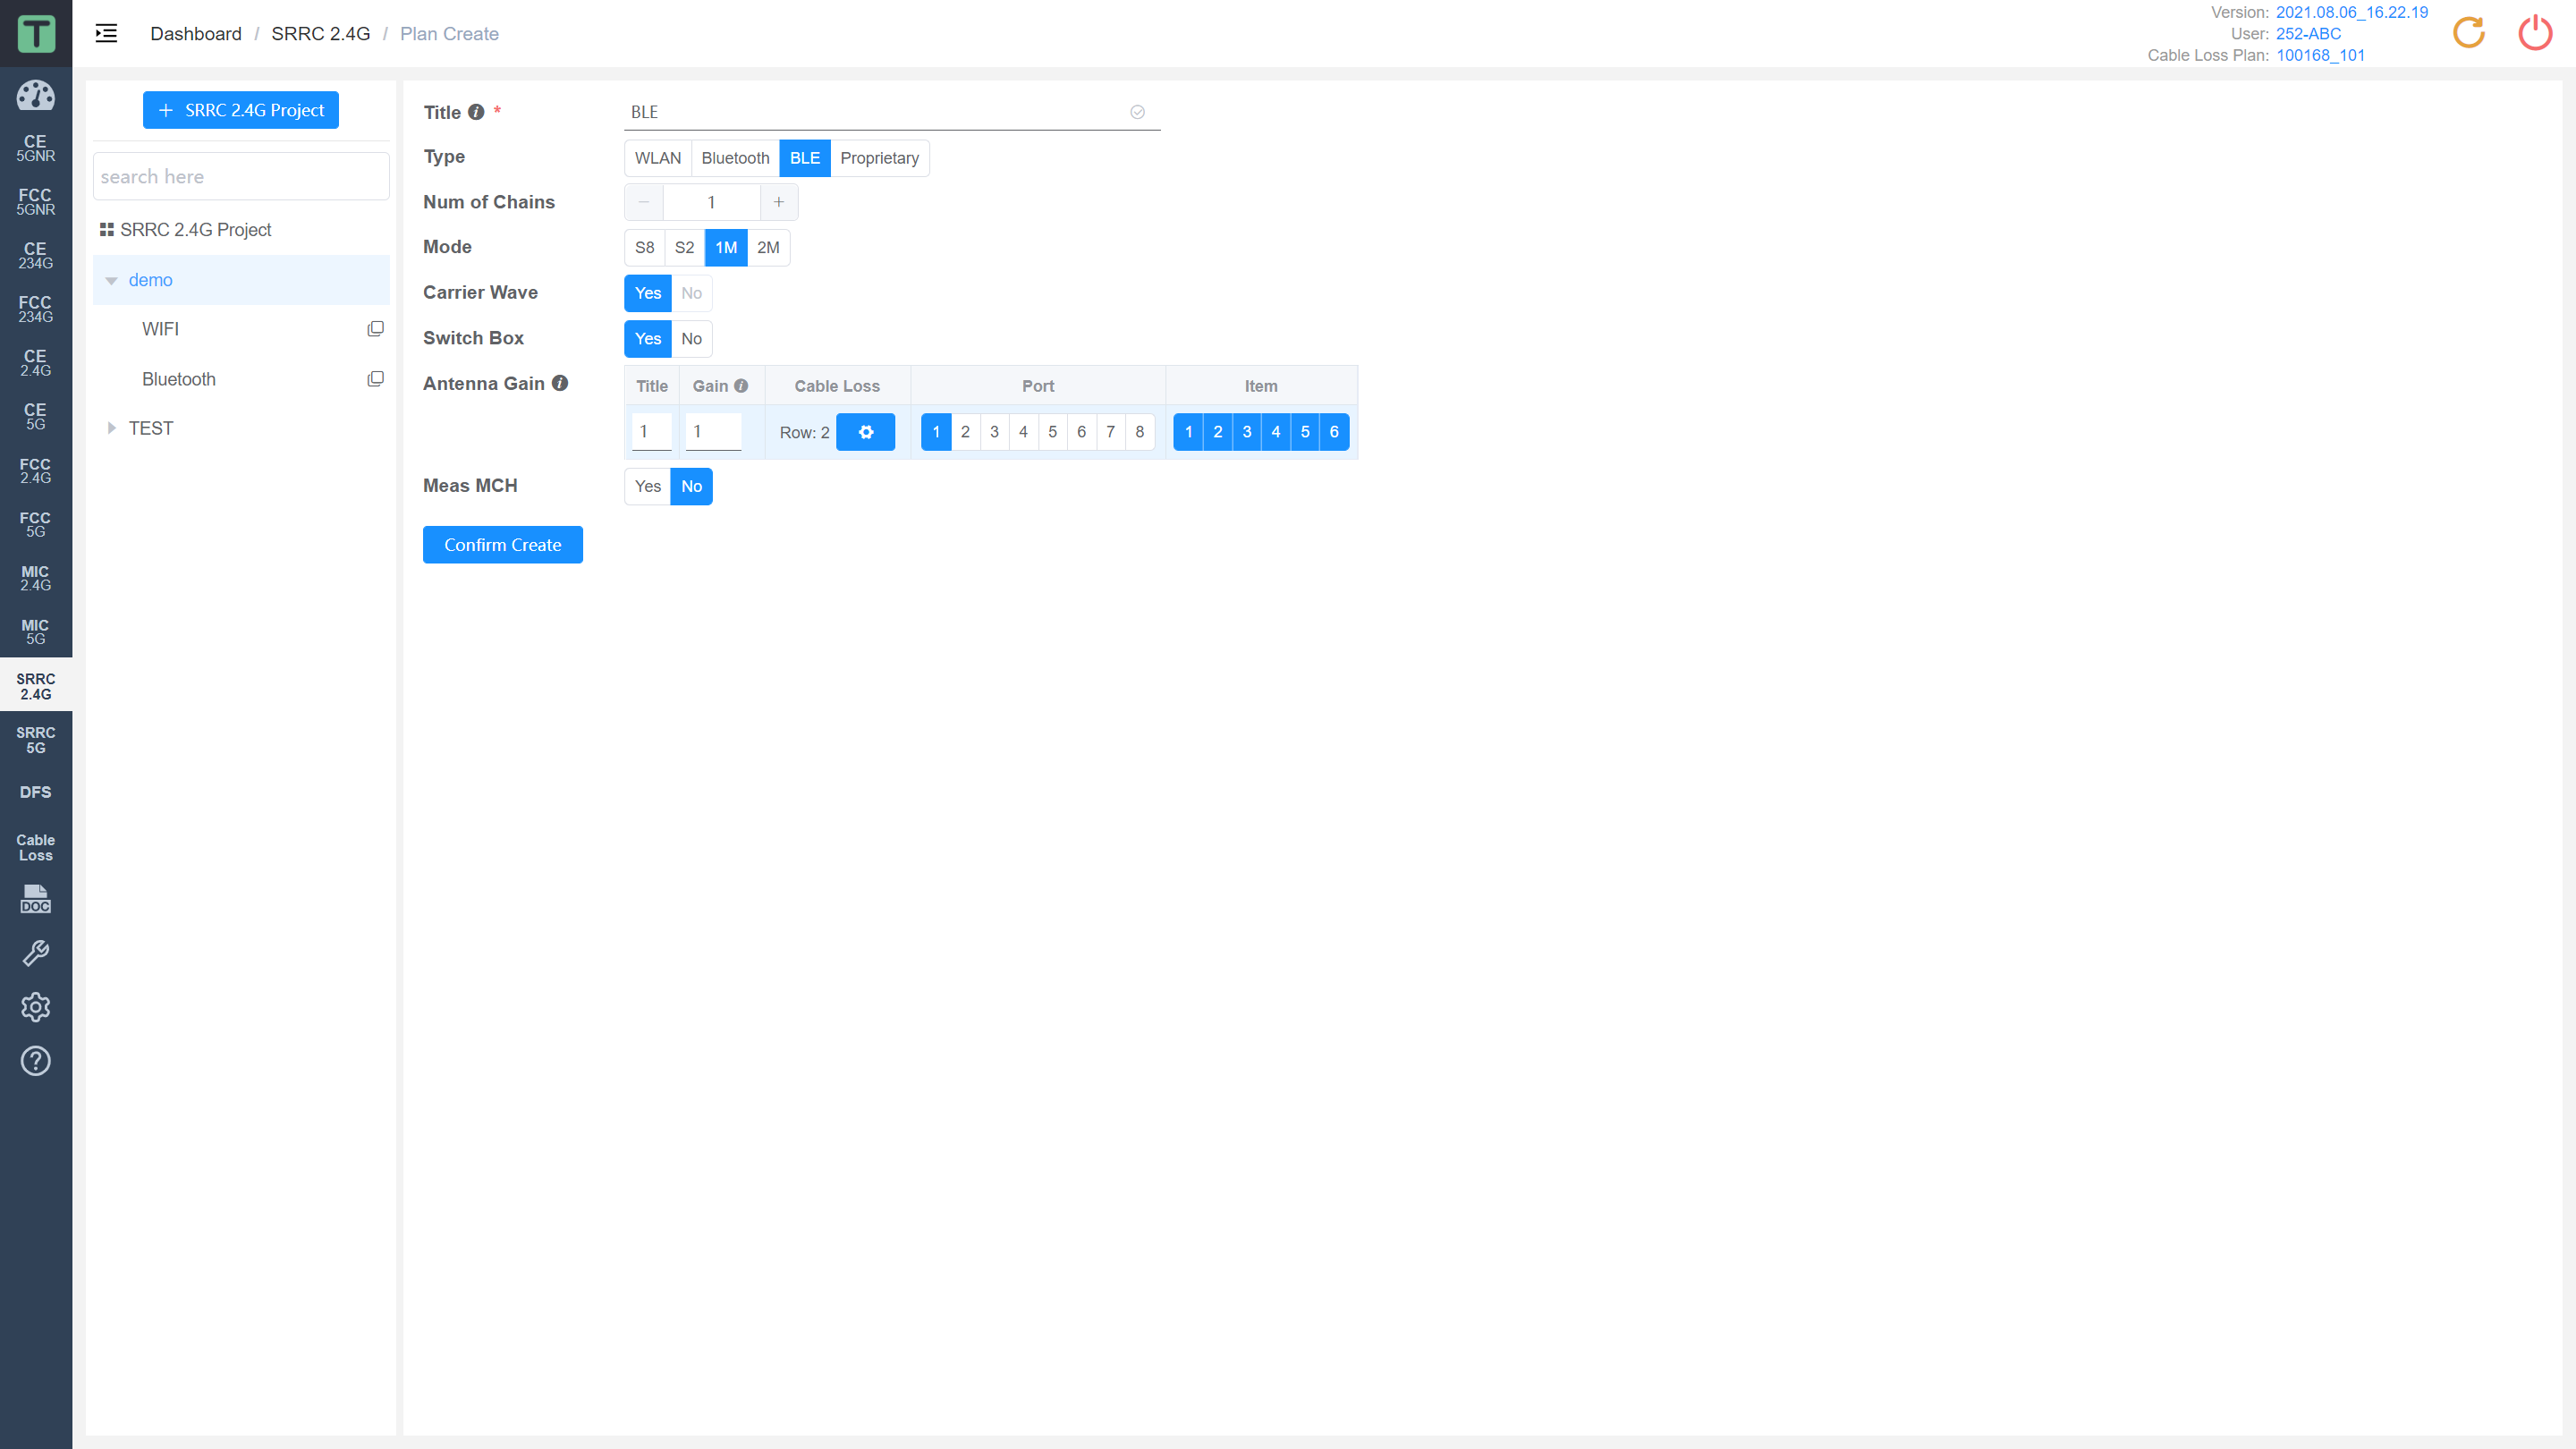 T
Dashboard / SRRC 2.4G / Plan Create
Version: 2021.08.06_16.22.19
User: 252-ABC
Cable Loss Plan: 100168_101
CE
5GNR
FCC
5GNR
CE
234G
FCC
234G
CE
2.4G
CE
5G
FCC
2.4G
FCC
5G
MIC
2.4G
MIC
5G
SRRC
2.4G
SRRC
5G
DFS
Cable
Loss
DOC
+ SRRC 2.4G Project
search here
SRRC 2.4G Project
demo
WIFI
Bluetooth
TEST
Title * BLE
Type WLAN Bluetooth BLE Proprietary
Num of Chains − 1 +
Mode S8 S2 1M 2M
Carrier Wave Yes No
Switch Box Yes No
Antenna Gain Title Gain Cable Loss Port Item
1 1 Row: 2 1 2 3 4 5 6 7 8 1 2 3 4 5 6
Meas MCH Yes No
Confirm Create